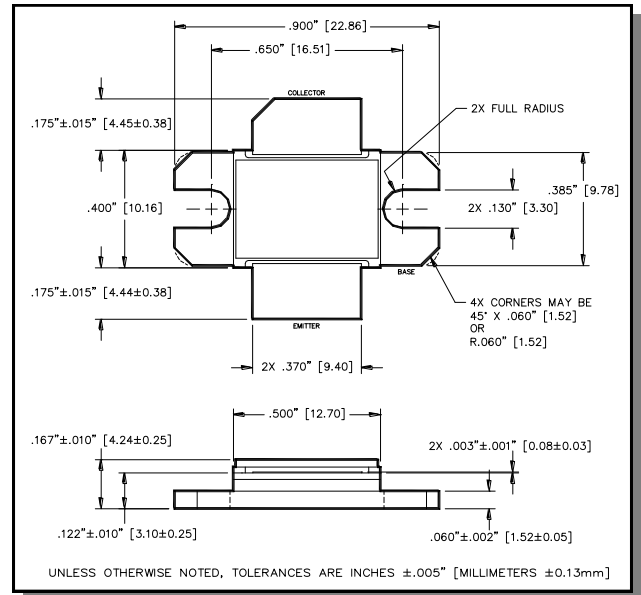 .900” [22.86]
.650” [16.51]
COLLECTOR
2X FULL RADIUS
.175”±.015” [4.45±0.38]
.385” [9.78]
.400” [10.16]
2X .130” [3.30]
BASE
.175”±.015” [4.44±0.38]
4X CORNERS MAY BE
45° X .060” [1.52]
OR
R.060” [1.52]
EMITTER
2X .370” [9.40]
.500” [12.70]
.167”±.010” [4.24±0.25]
2X .003”±.001” [0.08±0.03]
.122”±.010” [3.10±0.25]
.060”±.002” [1.52±0.05]
UNLESS OTHERWISE NOTED, TOLERANCES ARE INCHES ±.005” [MILLIMETERS ±0.13mm]